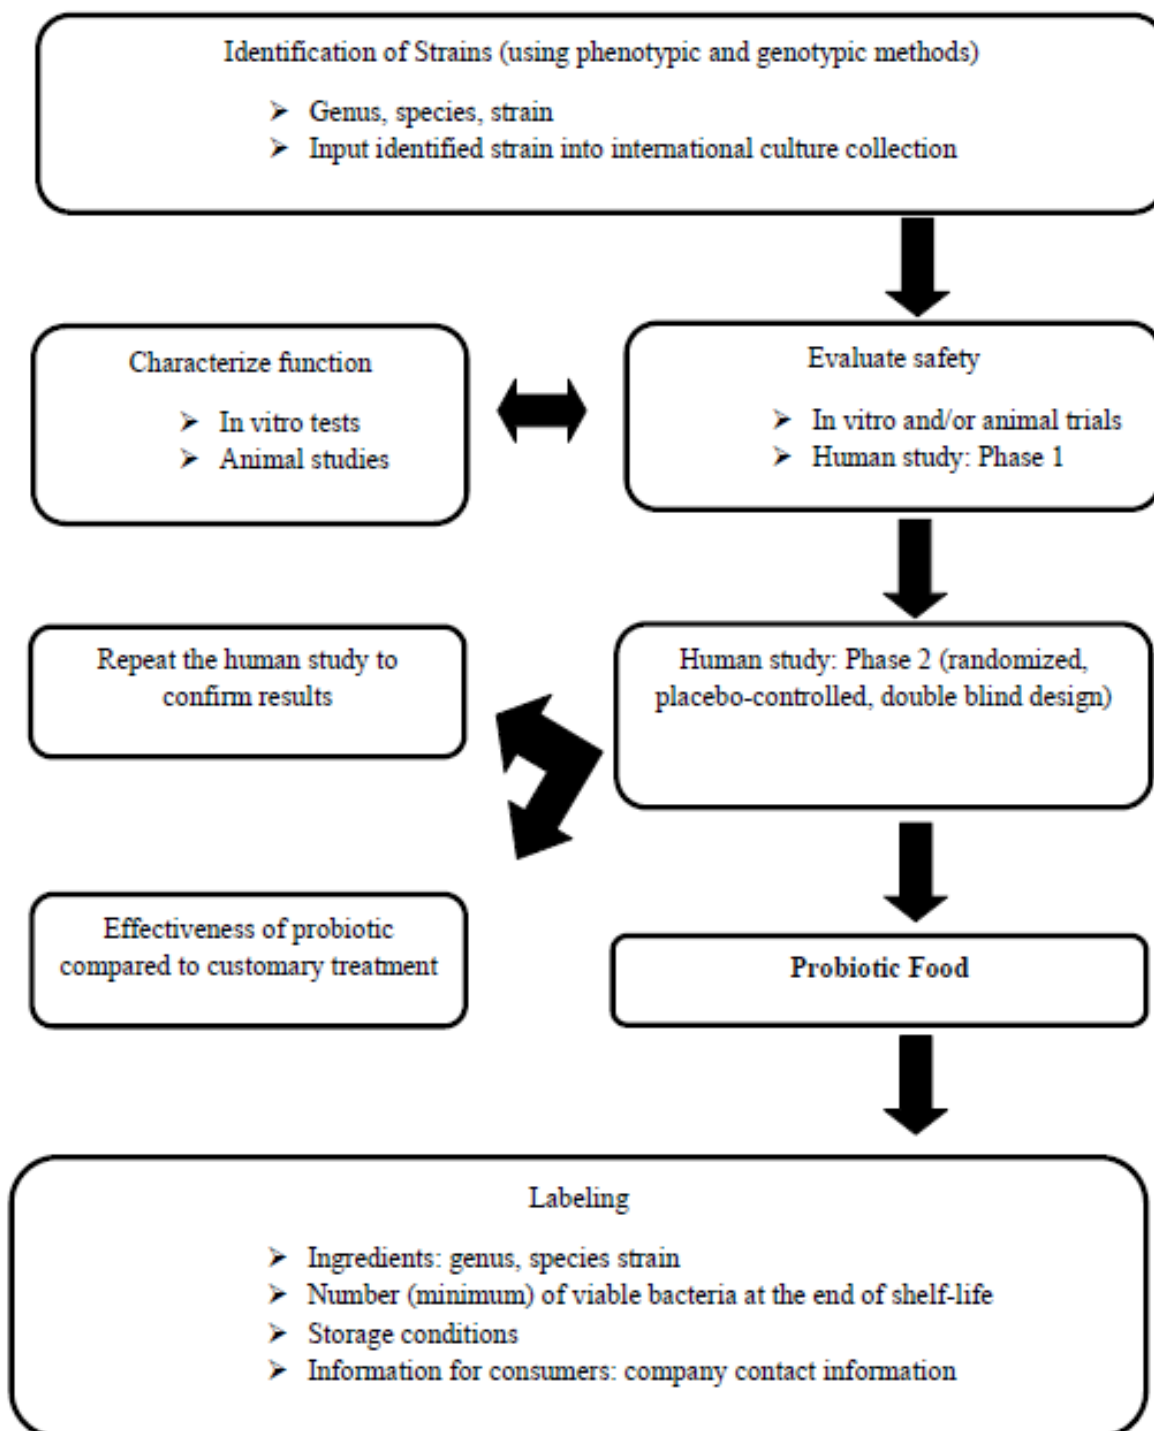 Identification of Strains (using phenotypic and genotypic methods)
➢ Genus, species, strain
➢ Input identified strain into international culture collection
Characterize function
➢ In vitro tests
➢ Animal studies
Evaluate safety
➢ In vitro and/or animal trials
➢ Human study: Phase 1
Repeat the human study to
confirm results
Human study: Phase 2 (randomized,
placebo-controlled, double blind design)
Effectiveness of probiotic
compared to customary treatment
Probiotic Food
Labeling
➢ Ingredients: genus, species strain
➢ Number (minimum) of viable bacteria at the end of shelf-life
➢ Storage conditions
➢ Information for consumers: company contact information